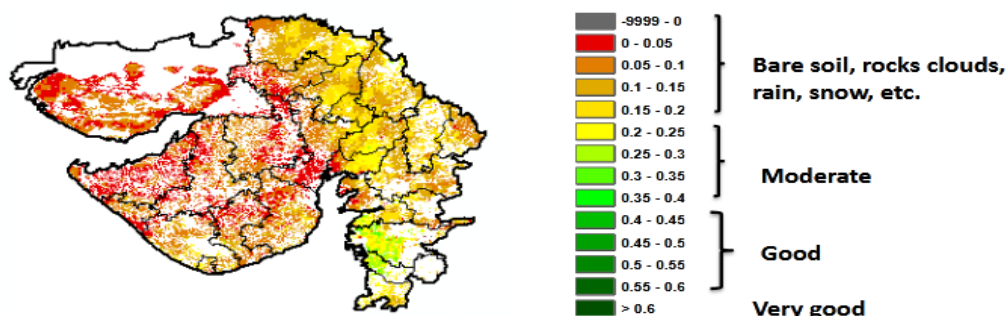 -9999 - 0
0 - 0.05
0.05 - 0.1
0.1 - 0.15
0.15 - 0.2
0.2 - 0.25
0.25 - 0.3
0.3 - 0.35
0.35 - 0.4
0.4 - 0.45
0.45 - 0.5
0.5 - 0.55
0.55 - 0.6
> 0.6
Bare soil, rocks clouds,
rain, snow, etc.
Moderate
Good
Very good